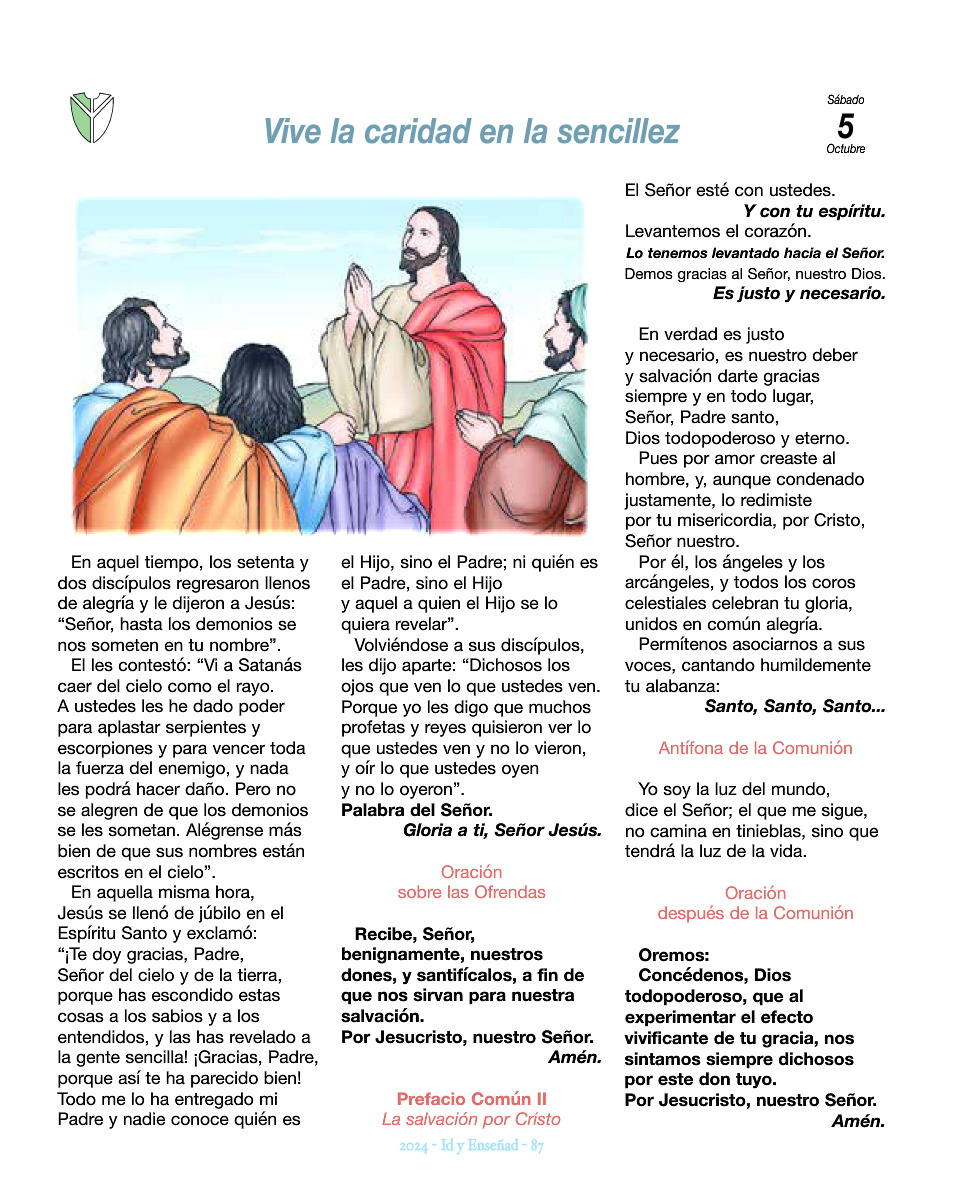 Vive la caridad en la sencillez
Sábado
5
Octubre
En aquel tiempo, los setenta y
dos discípulos regresaron llenos
de alegría y le dijeron a Jesús:
“Señor, hasta los demonios se
nos someten en tu nombre”.
El les contestó: “Vi a Satanás
caer del cielo como el rayo.
A ustedes les he dado poder
para aplastar serpientes y
escorpiones y para vencer toda
la fuerza del enemigo, y nada
les podrá hacer daño. Pero no
se alegren de que los demonios
se les sometan. Alégrense más
bien de que sus nombres están
escritos en el cielo”.
En aquella misma hora,
Jesús se llenó de júbilo en el
Espíritu Santo y exclamó:
“¡Te doy gracias, Padre,
Señor del cielo y de la tierra,
porque has escondido estas
cosas a los sabios y a los
entendidos, y las has revelado a
la gente sencilla! ¡Gracias, Padre,
porque así te ha parecido bien!
Todo me lo ha entregado mi
Padre y nadie conoce quién es
el Hijo, sino el Padre; ni quién es
el Padre, sino el Hijo
y aquel a quien el Hijo se lo
quiera revelar”.
Volviéndose a sus discípulos,
les dijo aparte: “Dichosos los
ojos que ven lo que ustedes ven.
Porque yo les digo que muchos
profetas y reyes quisieron ver lo
que ustedes ven y no lo vieron,
y oír lo que ustedes oyen
y no lo oyeron”.
Palabra del Señor.
Gloria a ti, Señor Jesús.
Oración
sobre las Ofrendas
Recibe, Señor,
benignamente, nuestros
dones, y santifícalos, a fin de
que nos sirvan para nuestra
salvación.
Por Jesucristo, nuestro Señor.
Amén.
Prefacio Común II
La salvación por Cristo
El Señor esté con ustedes.
Y con tu espíritu.
Levantemos el corazón.
Lo tenemos levantado hacia el Señor.
Demos gracias al Señor, nuestro Dios.
Es justo y necesario.
En verdad es justo
y necesario, es nuestro deber
y salvación darte gracias
siempre y en todo lugar,
Señor, Padre santo,
Dios todopoderoso y eterno.
Pues por amor creaste al
hombre, y, aunque condenado
justamente, lo redimiste
por tu misericordia, por Cristo,
Señor nuestro.
Por él, los ángeles y los
arcángeles, y todos los coros
celestiales celebran tu gloria,
unidos en común alegría.
Permítenos asociarnos a sus
voces, cantando humildemente
tu alabanza:
Santo, Santo, Santo...
Antífona de la Comunión
Yo soy la luz del mundo,
dice el Señor; el que me sigue,
no camina en tinieblas, sino que
tendrá la luz de la vida.
Oración
después de la Comunión
Oremos:
Concédenos, Dios
todopoderoso, que al
experimentar el efecto
vivificante de tu gracia, nos
sintamos siempre dichosos
por este don tuyo.
Por Jesucristo, nuestro Señor.
Amén.
2024 - Id y Enseñad - 87